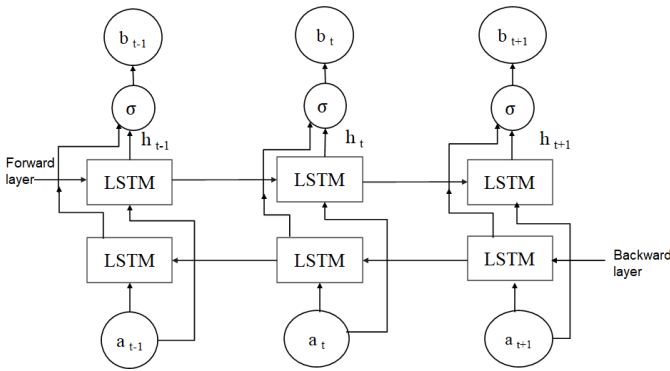 b t-1
b t
b t+1
σ
σ
σ
h t-1
h t
h t+1
Forward
layer
LSTM
LSTM
LSTM
LSTM
LSTM
LSTM
Backward
layer
a t-1
a t
a t+1